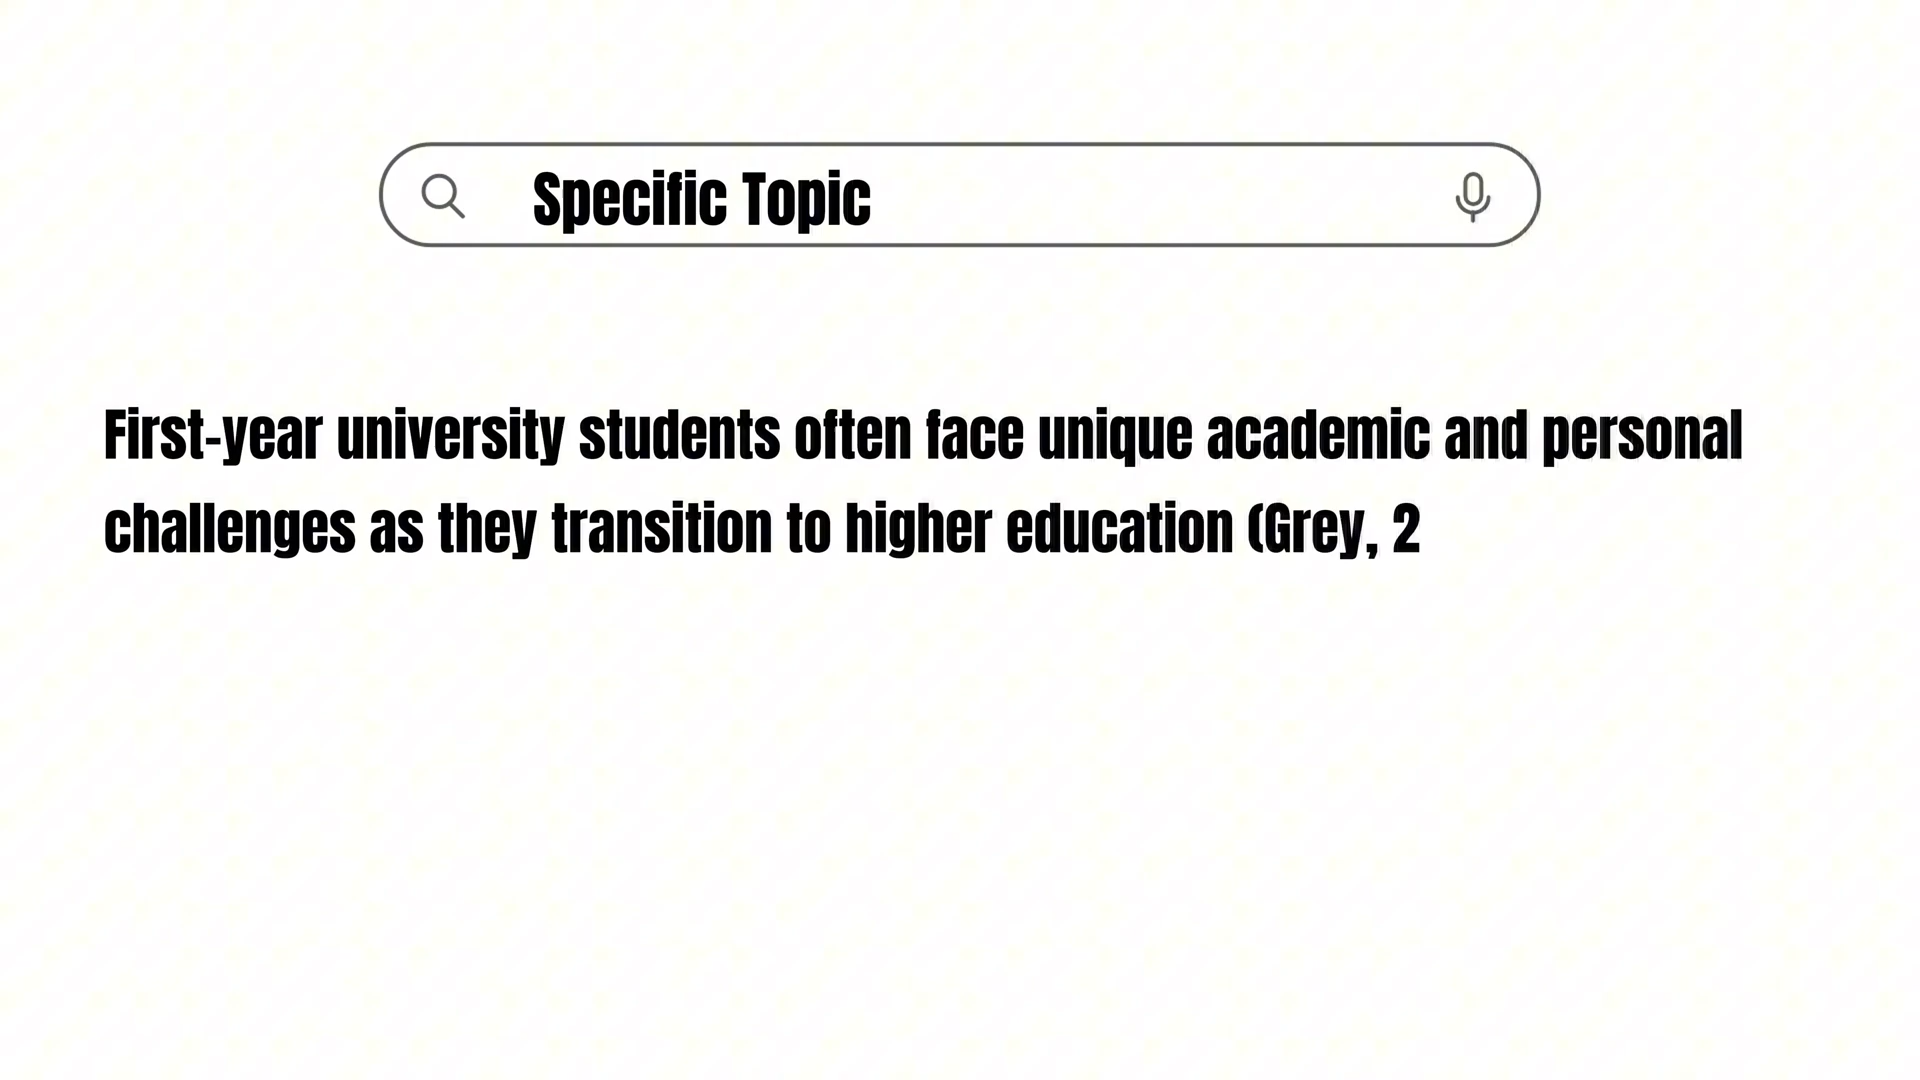 Specific Topic
First-year university students often face unique academic and personal
challenges as they transition to higher education (Grey, 2